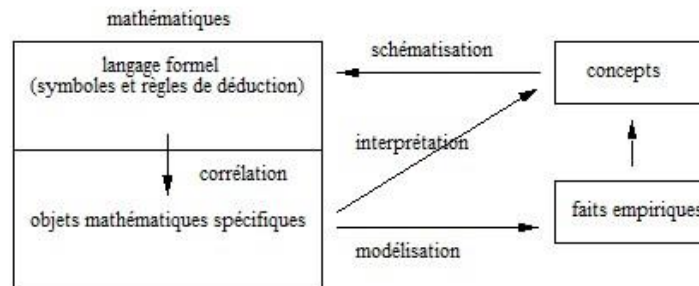 mathématiques
langage formel
(symboles et règles de déduction)
schématisation
concepts
interprétation
corrélation
objets mathématiques spécifiques
faits empiriques
modélisation